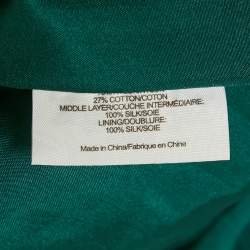 27% COTTON/COTON
MIDDLE LAYER/COUCHE INTERMÉDIAIRE:
100% SILK/SOIE
LINING/DOUBLURE:
100% SILK/SOIE
Made in China/Fabriqué en China